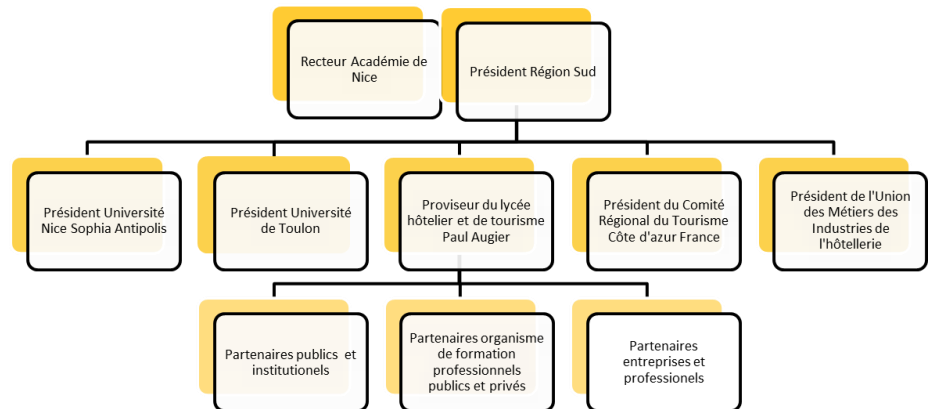 Recteur Académie de
Nice
Président Région Sud
Président Université
Nice Sophia Antipolis
Président Université
de Toulon
Proviseur du lycée
hôtelier et de tourisme
Paul Augier
Président du Comité
Régional du Tourisme
Côte d'azur France
Président de l'Union
des Métiers des
Industries de
l'hôtellerie
Partenaires publics et
institutionels
Partenaires organisme
de formation
professionnels
publics et privés
Partenaires
entreprises et
professionels